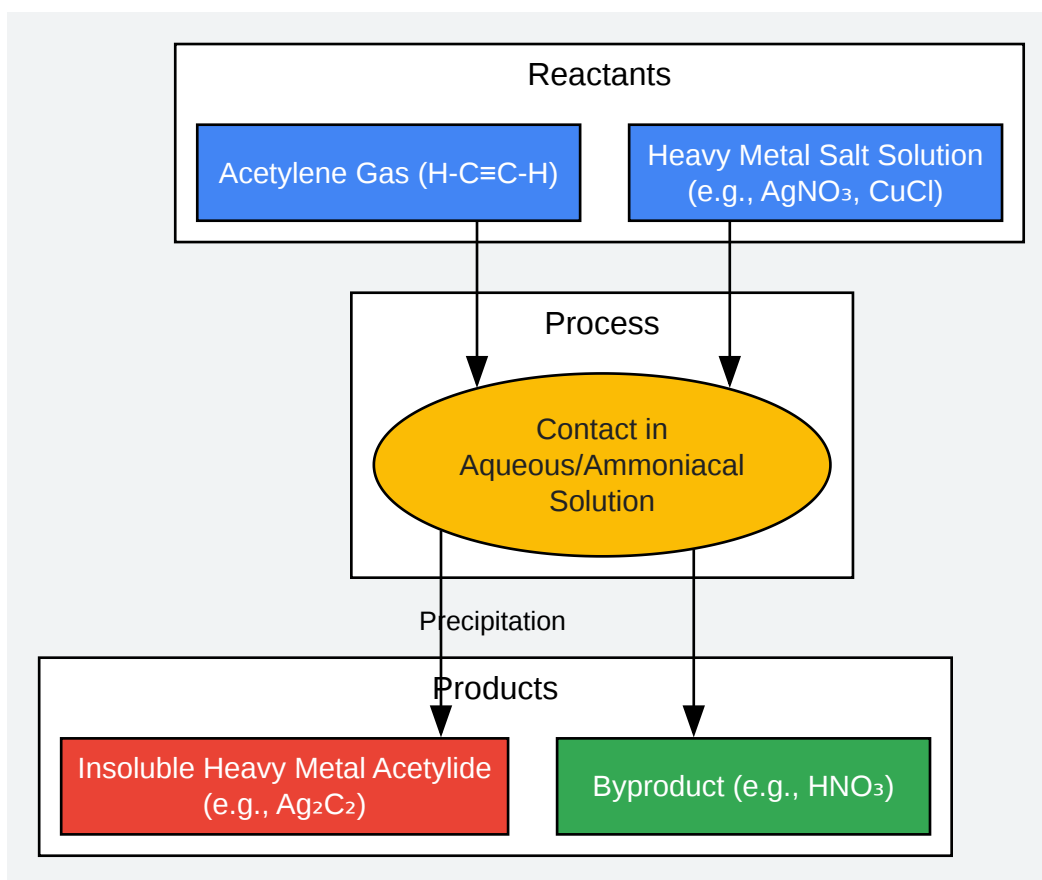 Reactants
Acetylene Gas (H-C≡C-H)
Heavy Metal Salt Solution
(e.g., AgNO₃, CuCl)
Process
Contact in
Aqueous/Ammoniacal
Solution
Precipitation
Products
Insoluble Heavy Metal Acetylide
(e.g., Ag₂C₂)
Byproduct (e.g., HNO₃)